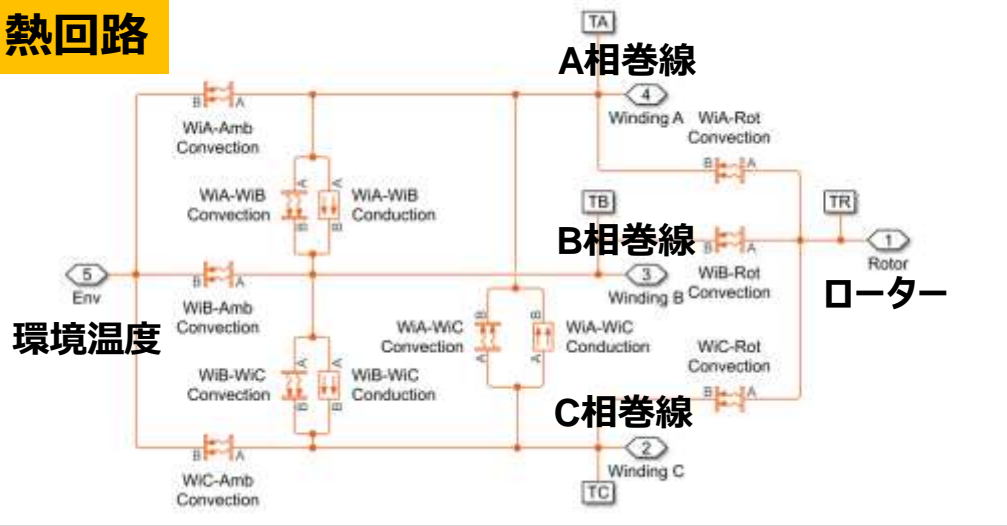 熱回路
TA
A相巻線
4
Winding A
B
A
WiA-Amb
Convection
WiA-Rot
Convection
B
A
A
A
WiA-WiB
Convection
WiA-WiB
Conduction
B
B
TB
TR
B相巻線
B
A
1
Rotor
ローター
5
Env
環境温度
B
A
WiB-Amb
Convection
3
Winding B
WiB-Rot
Convection
B
B
WiA-WiC
Convection
WiA-WiC
Conduction
A
A
WiC-Rot
Convection
A
A
WiB-WiC
Convection
WiB-WiC
Conduction
B
B
B
A
C相巻線
B
A
WiC-Amb
Convection
2
Winding C
TC